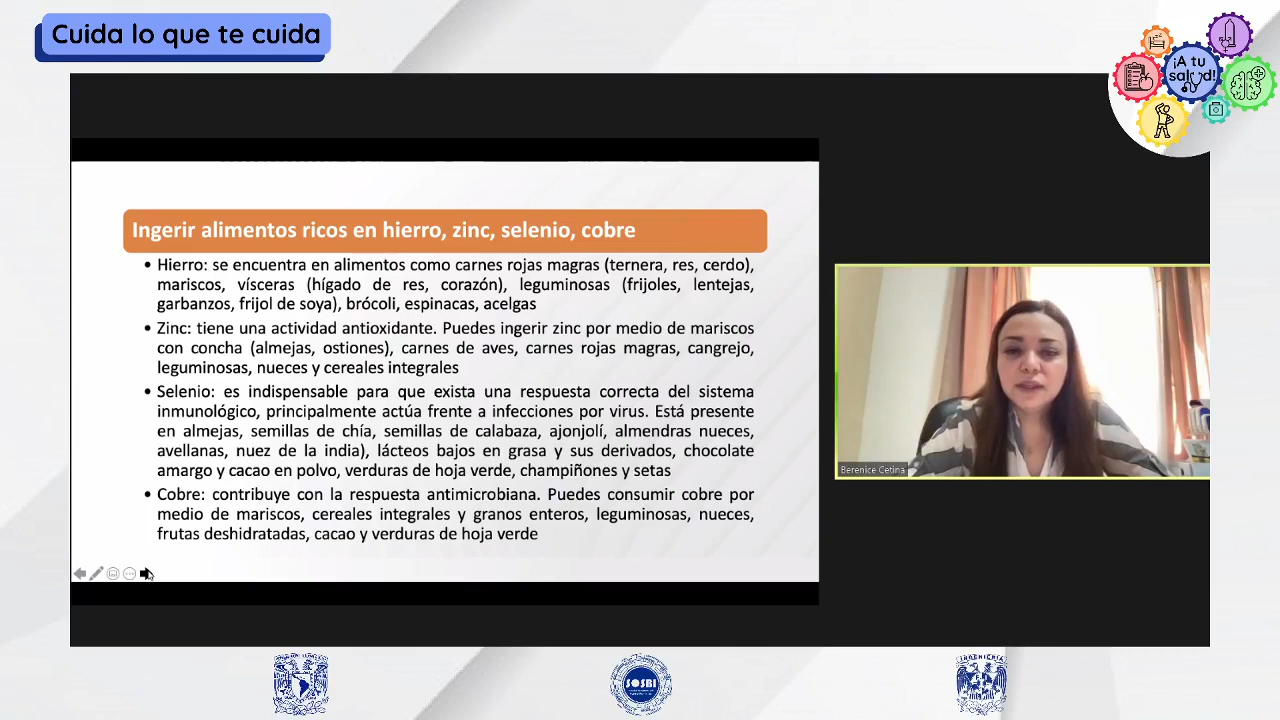 Cuida lo que te cuida
¡A tu
salud!
Ingerir alimentos ricos en hierro, zinc, selenio, cobre
• Hierro: se encuentra en alimentos como carnes rojas magras (ternera, res, cerdo),
mariscos, vísceras (hígado de res, corazón), leguminosas (frijoles, lentejas,
garbanzos, frijol de soya), brócoli, espinacas, acelgas
• Zinc: tiene una actividad antioxidante. Puedes ingerir zinc por medio de mariscos
con concha (almejas, ostiones), carnes de aves, carnes rojas magras, cangrejo,
leguminosas, nueces y cereales integrales
• Selenio: es indispensable para que exista una respuesta correcta del sistema
inmunológico, principalmente actúa frente a infecciones por virus. Está presente
en almejas, semillas de chía, semillas de calabaza, ajonjolí, almendras nueces,
avellanas, nuez de la india), lácteos bajos en grasa y sus derivados, chocolate
amargo y cacao en polvo, verduras de hoja verde, champiñones y setas
• Cobre: contribuye con la respuesta antimicrobiana. Puedes consumir cobre por
medio de mariscos, cereales integrales y granos enteros, leguminosas, nueces,
frutas deshidratadas, cacao y verduras de hoja verde
Berenice Cetina
SOSBI
INGENIERIA